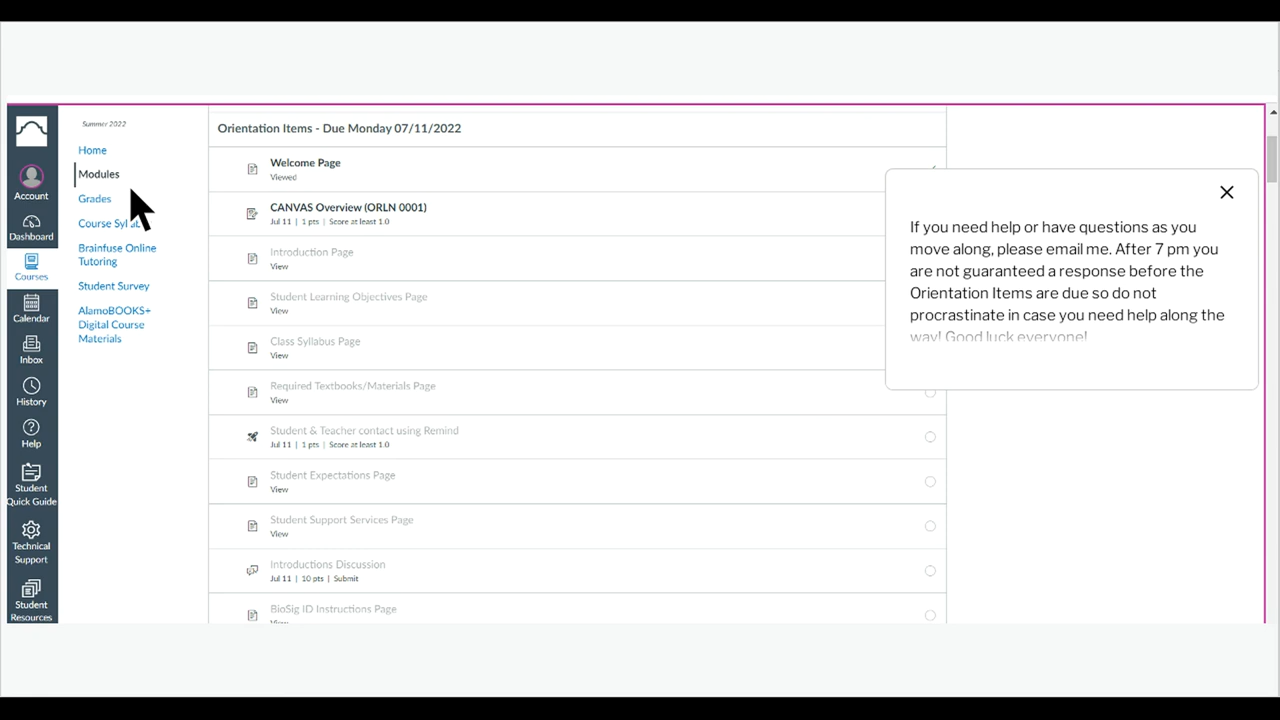 Account
Dashboard
Courses
Calendar
Inbox
History
Help
Student
Quick Guide
Technical
Support
Student
Resources
Summer 2022
Home
Modules
Grades
Course
Brainfuse Online
Tutoring
Student Survey
AlamoBOOKS+
Digital Course
Materials
Orientation Items - Due Monday 07/11/2022
Welcome Page
Viewed
CANVAS Overview (ORLN 0001)
Jul 11 | 1 pts | Score at least 1.0
Introduction Page
View
Student Learning Objectives Page
View
Class Syllabus Page
View
Required Textbooks/Materials Page
View
Student & Teacher contact using Remind
Jul 11 | 1 pts | Score at least 1.0
Student Expectations Page
View
Student Support Services Page
View
Introductions Discussion
Jul 11 | 10 pts | Submit
BioSig ID Instructions Page
View
If you need help or have questions as you
move along, please email me. After 7 pm you
are not guaranteed a response before the
Orientation Items are due so do not
procrastinate in case you need help along the
way! Good luck everyone!